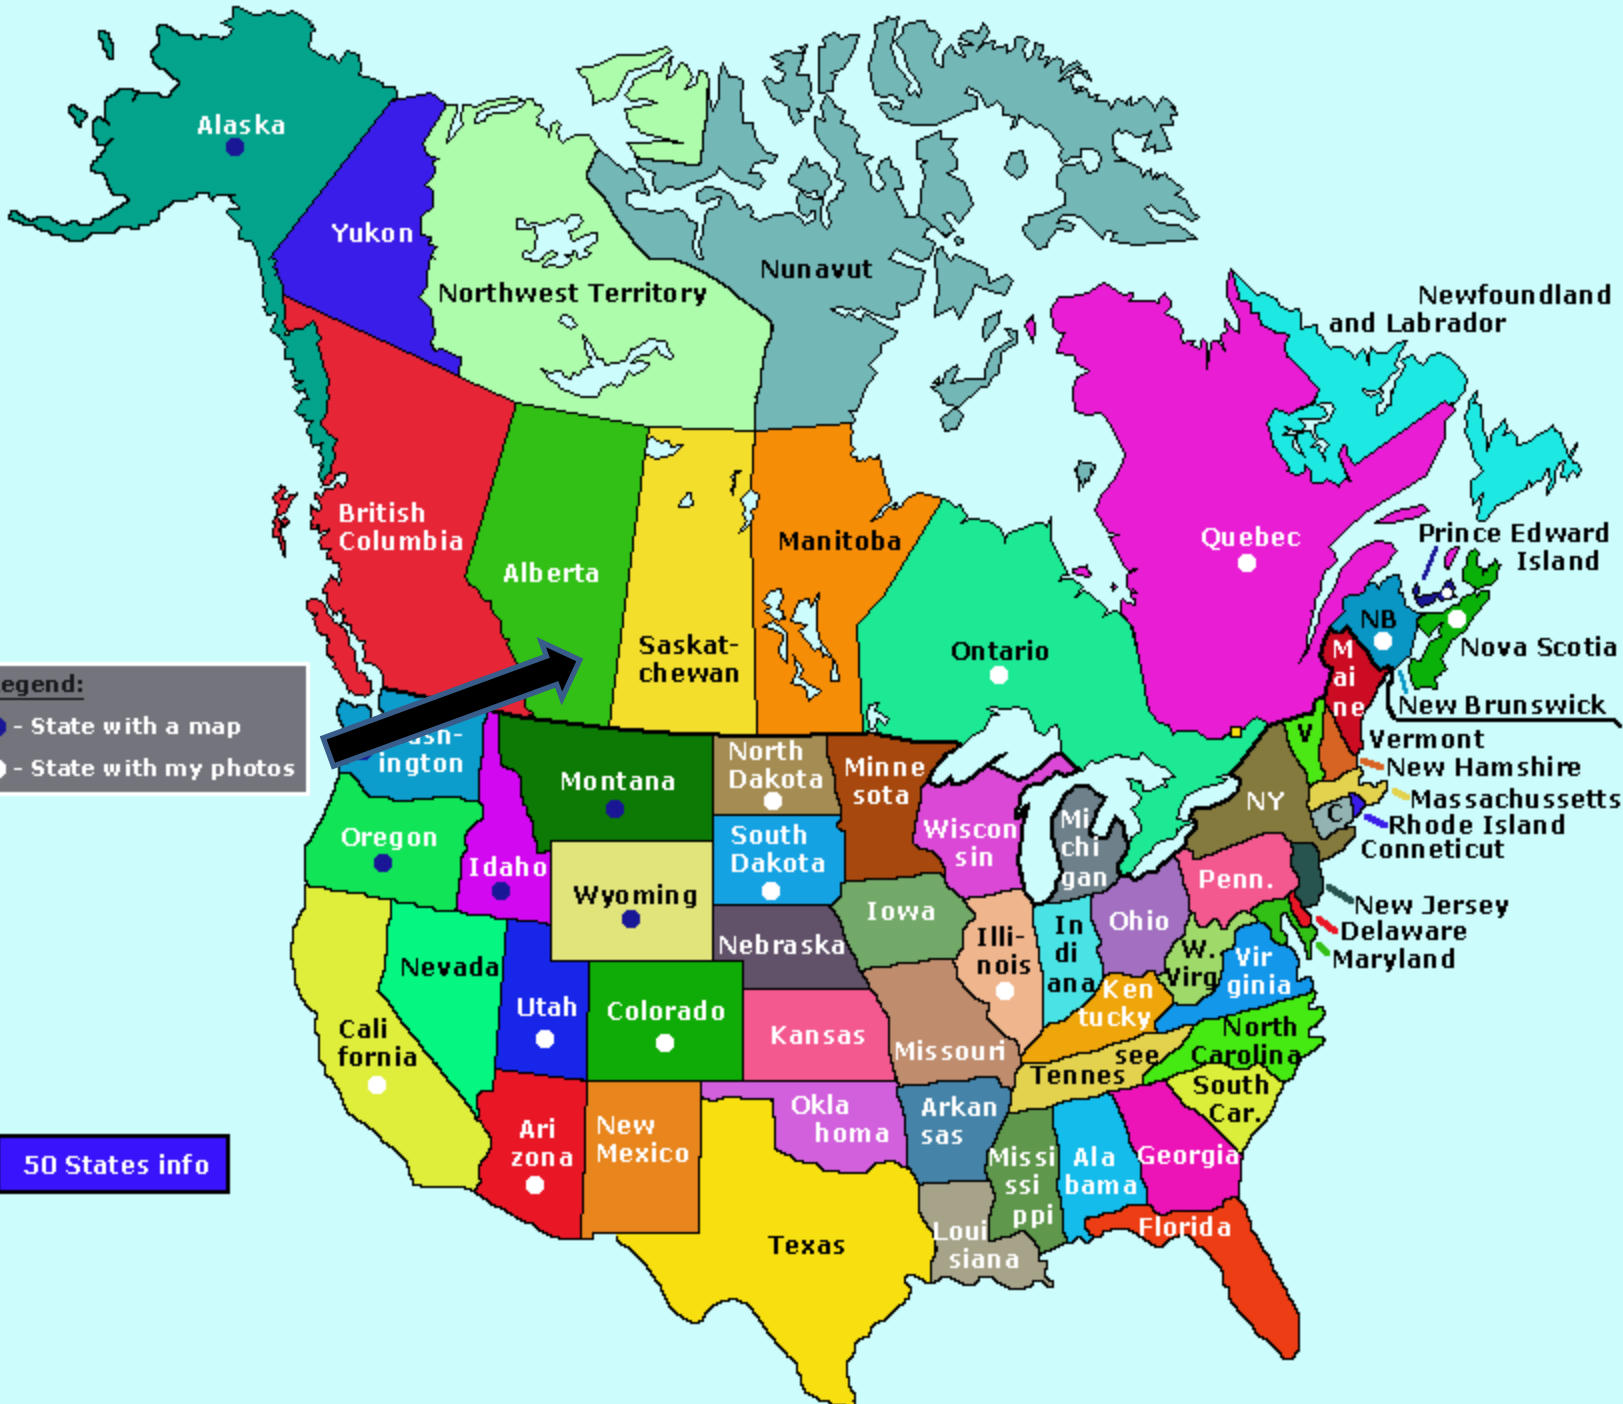 Alaska
Yukon
Northwest Territory
Nunavut
Newfoundland
and Labrador
British
Columbia
Alberta
Saskat-
chewan
Manitoba
Ontario
Quebec
Prince Edward
Island
NB
Nova Scotia
New Brunswick
egend:
- State with a map
- State with my photos
ash-
ington
Montana
North
Dakota
Minne
sota
Oregon
Idaho
Wyoming
South
Dakota
Wiscon
sin
Mi
chi
gan
NY
V
M
ai
ne
Vermont
New Hamshire
Massachussetts
C
Rhode Island
Conneticut
Penn.
New Jersey
Delaware
Maryland
Iowa
Nebraska
Illi-
nois
In
di
ana
Ohio
W.
Virg
Vir
ginia
Nevada
Utah
Colorado
Kansas
Missouri
Ken
tucky
Cali
fornia
North
Carolina
see
Tennes
South
Car.
Ari
zona
New
Mexico
Okla
homa
Arkan
sas
Missi
ssi
ppi
Ala
bama
Georgia
50 States info
Texas
Loui
siana
Florida